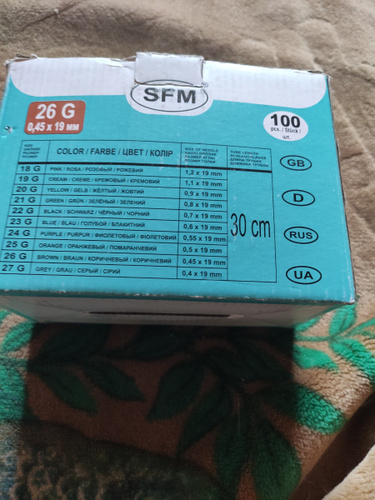 SFM
26 G
0,45 x 19 мм
100
pcs. / Stück /
шт.
COLOR / FARBE / ЦВЕТ / КОЛІР
SIZE OF NEEDLE
18 G PINK / ROSA / РОЗОВЫЙ / РОЖЕВИЙ 1,2 x 19 mm
19 G CREAM / CREME / КРЕМОВЫЙ / КРЕМОВИЙ 1,1 x 19 mm
20 G YELLOW / GELB / ЖЁЛТЫЙ / ЖОВТИЙ 0,9 x 19 mm
21 G GREEN / GRÜN / ЗЕЛЁНЫЙ / ЗЕЛЕНИЙ 0,8 x 19 mm
22 G BLACK / SCHWARZ / ЧЁРНЫЙ / ЧОРНИЙ 0,7 x 19 mm
23 G BLUE / BLAU / ГОЛУБОЙ / БЛАКИТНИЙ 0,6 x 19 mm
24 G PURPLE / PURPUR / ФИОЛЕТОВЫЙ / ФІОЛЕТОВИЙ 0,55 x 19 mm
25 G ORANGE / ORANGE / ОРАНЖЕВЫЙ / ПОМАРАНЧЕВИЙ 0,5 x 19 mm
26 G BROWN / BRAUN / КОРИЧНЕВЫЙ / КОРИЧНЕВИЙ 0,45 x 19 mm
27 G GREY / GRAU / СЕРЫЙ / СІРИЙ 0,4 x 19 mm
30 cm
GB
D
RUS
UA